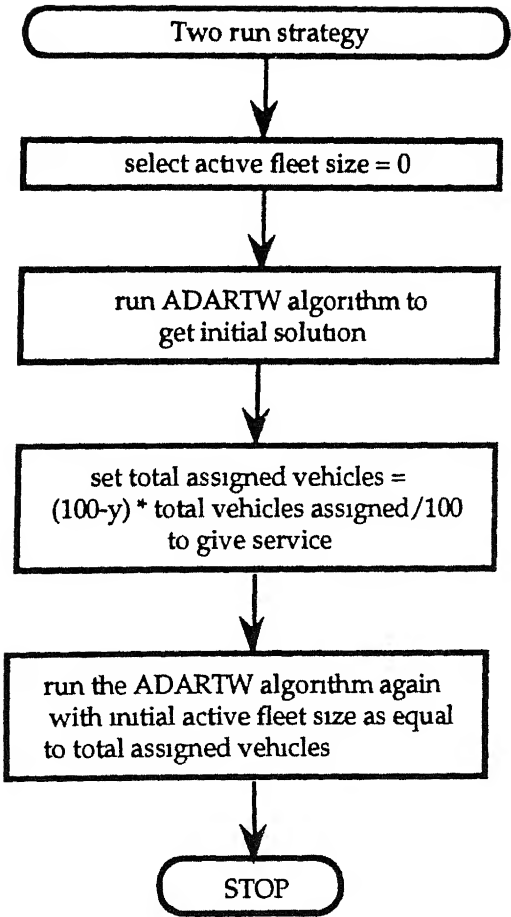 Two run strategy
select active fleet size = 0
run ADARTW algorithm to
get initial solution
set total assigned vehicles =
(100-y) * total vehicles assigned/100
to give service
run the ADARTW algorithm again
with initial active fleet size as equal
to total assigned vehicles
STOP